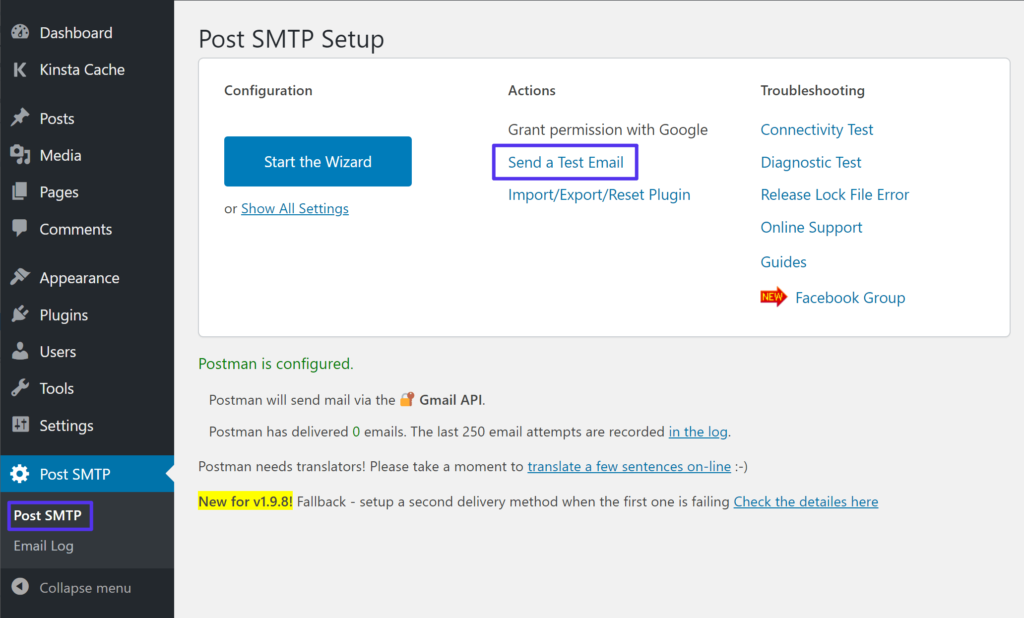 Dashboard
Kinsta Cache
Posts
Media
Pages
Comments
Appearance
Plugins
Users
Tools
Settings
Post SMTP
Post SMTP
Email Log
Collapse menu
Post SMTP Setup
Configuration
Start the Wizard
or Show All Settings
Actions
Grant permission with Google
Send a Test Email
Import/Export/Reset Plugin
Troubleshooting
Connectivity Test
Diagnostic Test
Release Lock File Error
Online Support
Guides
NEW Facebook Group
Postman is configured.
Postman will send mail via the Gmail API.
Postman has delivered 0 emails. The last 250 email attempts are recorded in the log.
Postman needs translators! Please take a moment to translate a few sentences on-line :-)
New for v1.9.8! Fallback - setup a second delivery method when the first one is failing Check the detailes here